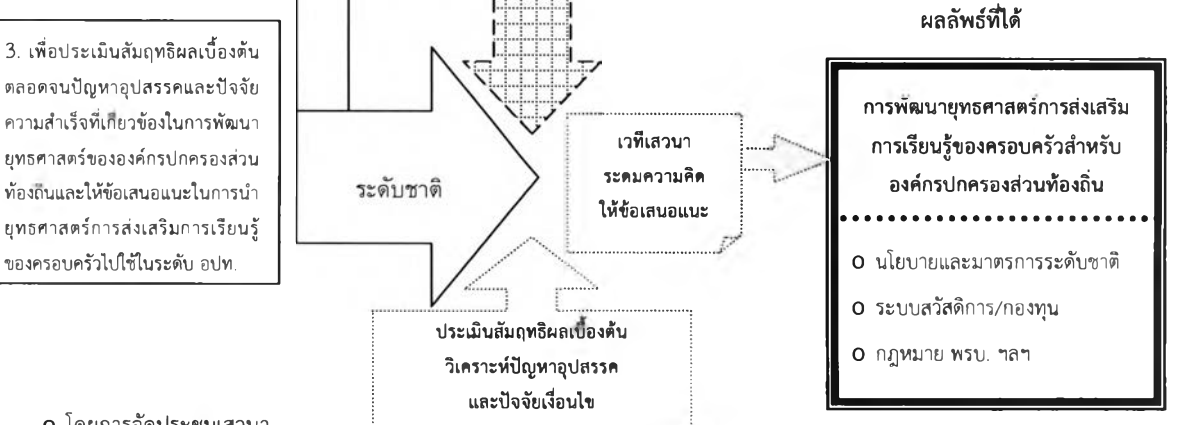 3. เพื่อประเมินสัมฤทธิผลเบื้องต้น
ตลอดจนปัญหาอุปสรรคและปัจจัย
ความสำเร็จที่เกี่ยวข้องในการพัฒนา
ยุทธศาสตร์ขององค์กรปกครองส่วน
ท้องถิ่นและให้ข้อเสนอแนะในการนำ
ยุทธศาสตร์การส่งเสริมการเรียนรู้
ของครอบครัวไปใช้ในระดับ อปท.
ระดับชาติ
เวทีเสวนา
ระดมความคิด
ให้ข้อเสนอแนะ
ประเมินสัมฤทธิผลเบื้องต้น
วิเคราะห์ปัญหาอุปสรรค
และปัจจัยเงื่อนไข
ผลลัพธ์ที่ได้
การพัฒนายุทธศาสตร์การส่งเสริม
การเรียนรู้ของครอบครัวสำหรับ
องค์กรปกครองส่วนท้องถิ่น
o นโยบายและมาตรการระดับชาติ
o ระบบสวัสดิการ/กองทุน
o กฎหมาย พรบ. ฯลฯ
o โดยการจัดประชุมเสวนา